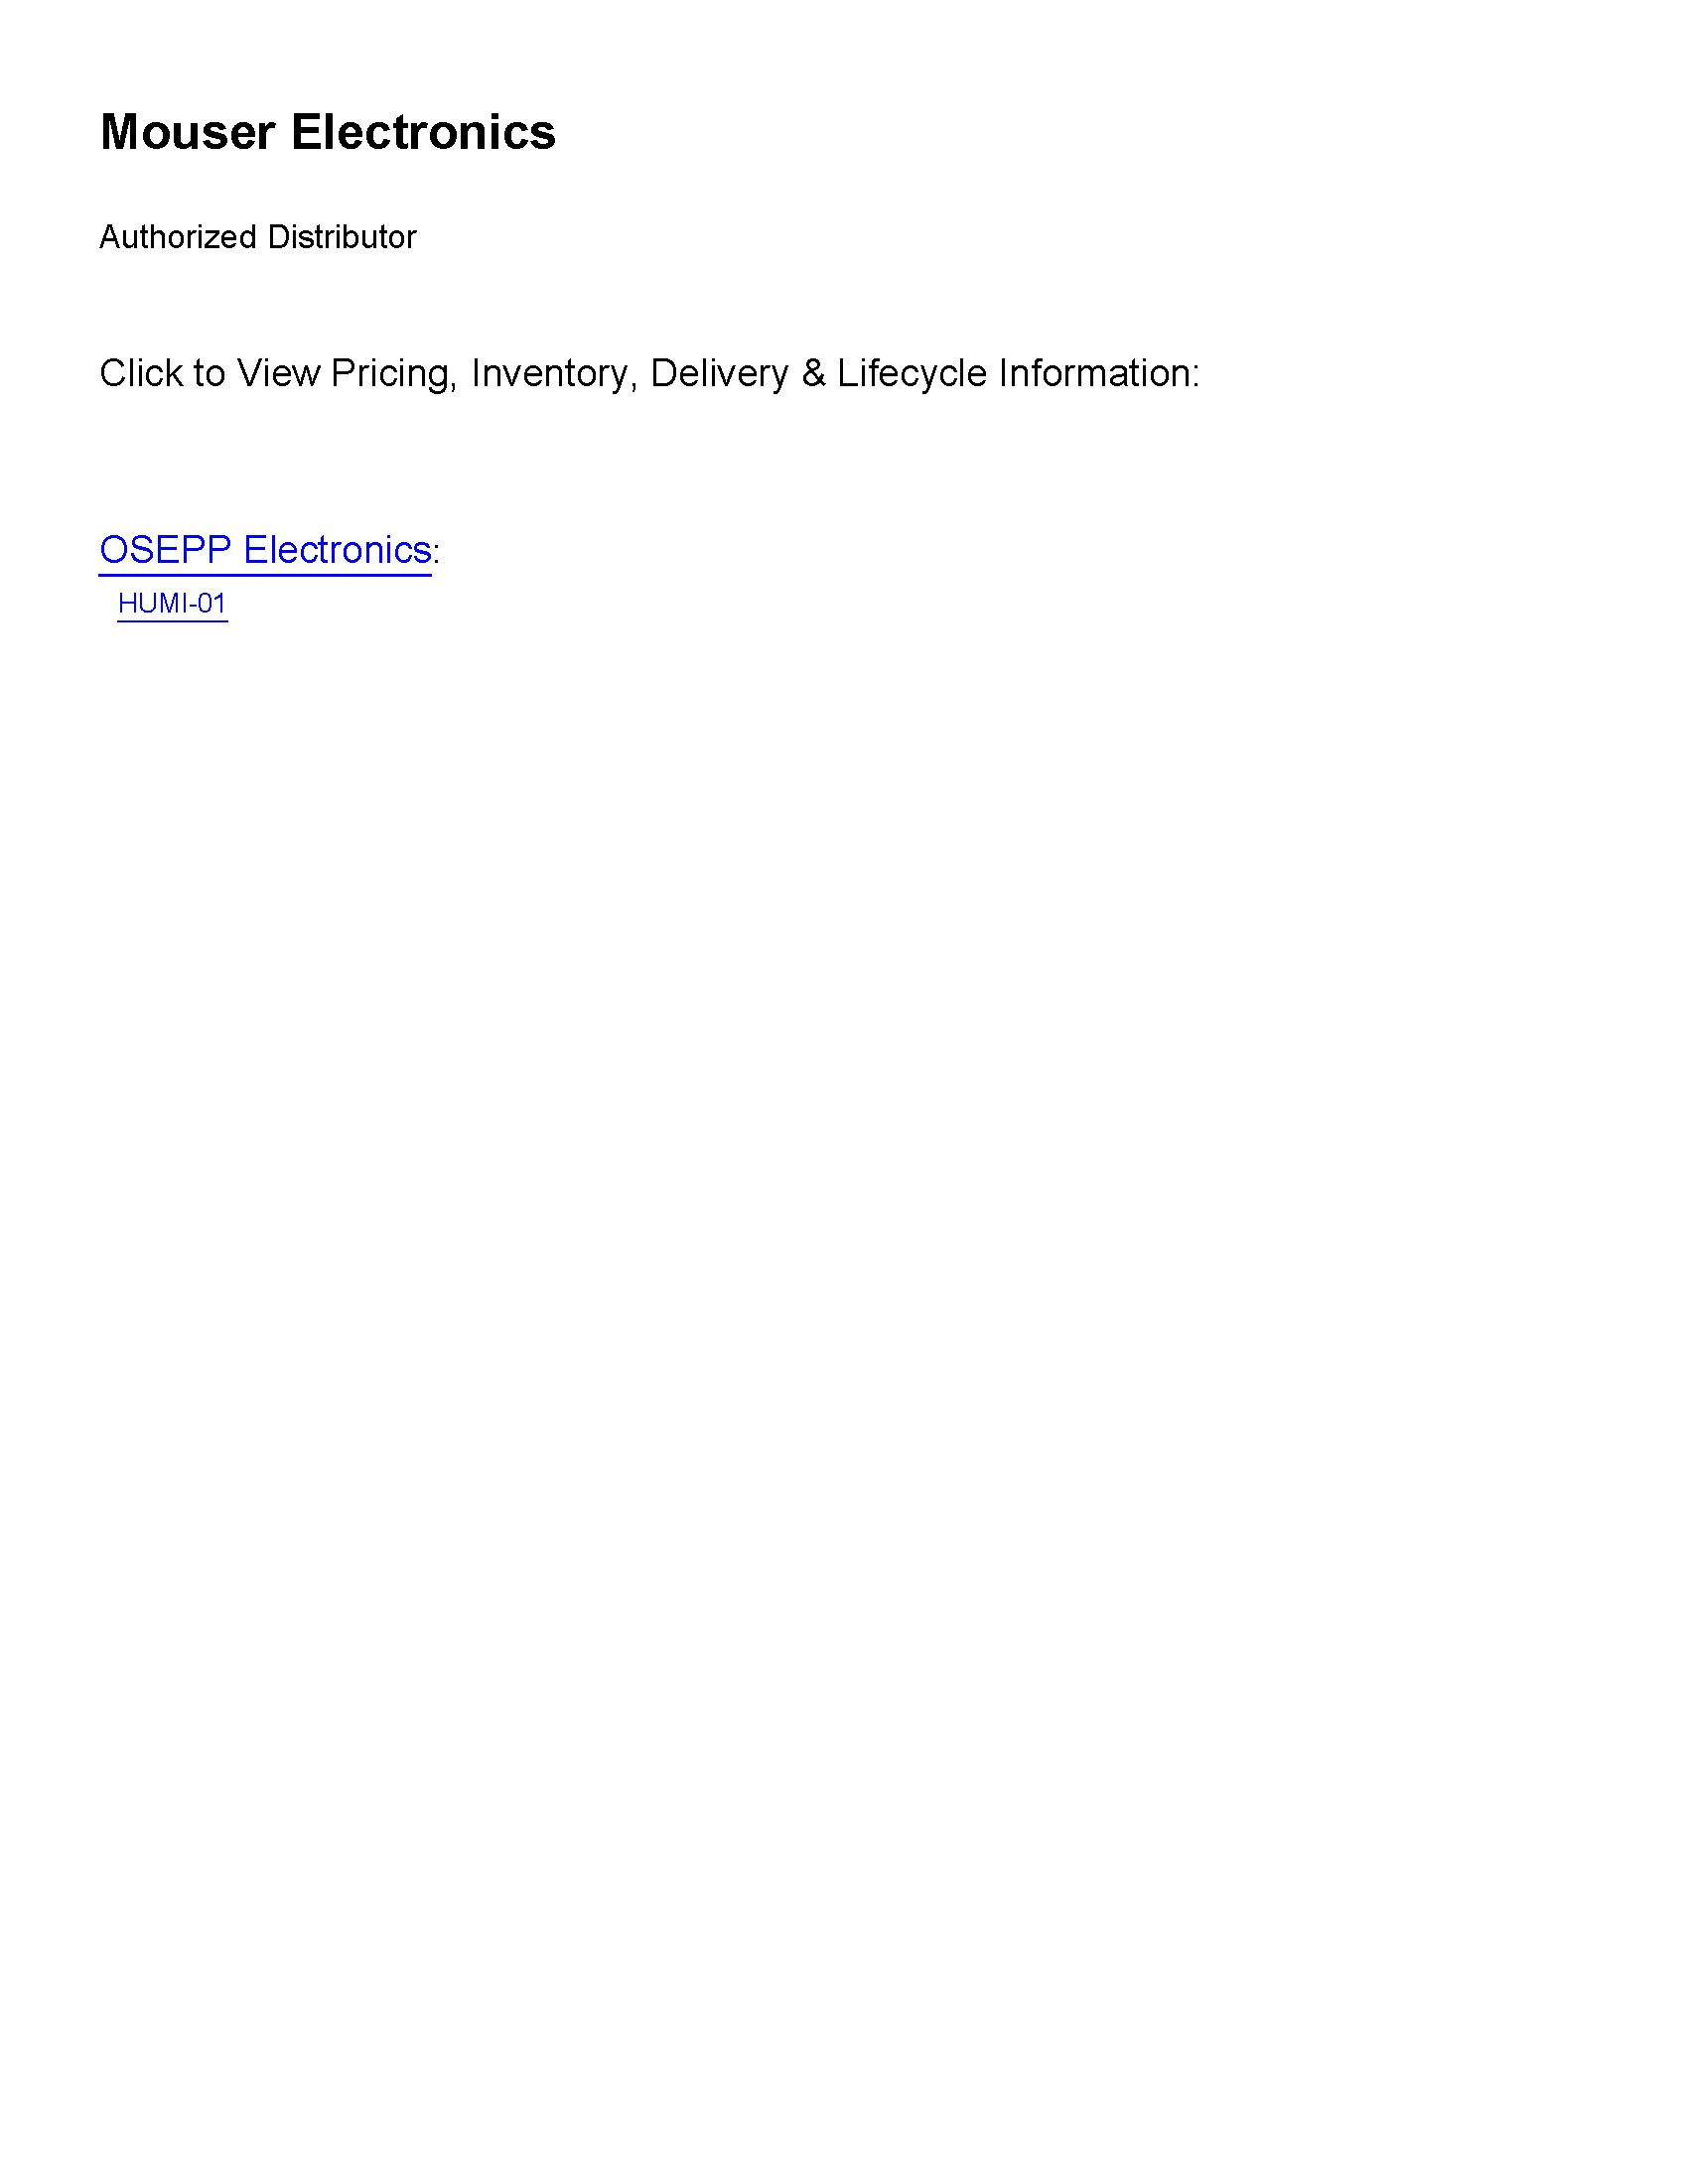 Mouser Electronics
Authorized Distributor
Click to View Pricing, Inventory, Delivery & Lifecycle Information:
OSEPP Electronics:
HUMI-01